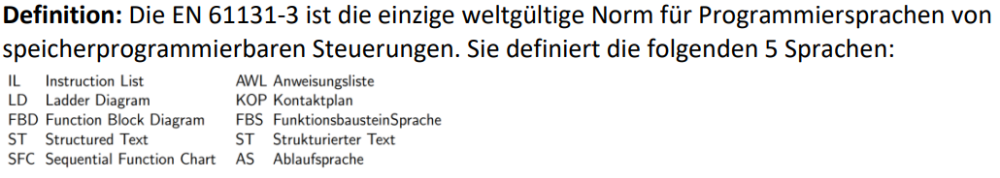 Definition: Die EN 61131-3 ist die einzige weltgültige Norm für Programmiersprachen von
speicherprogrammierbaren Steuerungen. Sie definiert die folgenden 5 Sprachen:
IL Instruction List AWL Anweisungsliste
LD Ladder Diagram KOP Kontaktplan
FBD Function Block Diagram FBS FunktionsbausteinSprache
ST Structured Text ST Strukturierter Text
SFC Sequential Function Chart AS Ablaufsprache